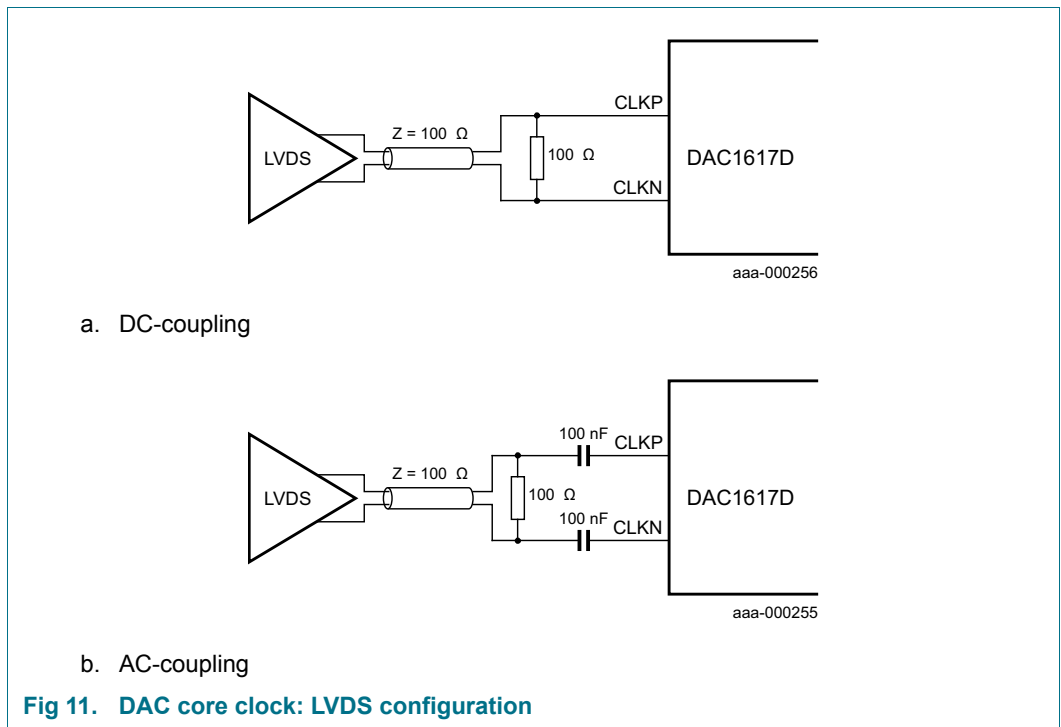 CLKP
Z = 100 Ω
LVDS
100 Ω
DAC1617D
CLKN
aaa-000256
a. DC-coupling
100 nF
CLKP
Z = 100 Ω
LVDS
100 Ω
DAC1617D
100 nF
CLKN
aaa-000255
b. AC-coupling
Fig 11. DAC core clock: LVDS configuration